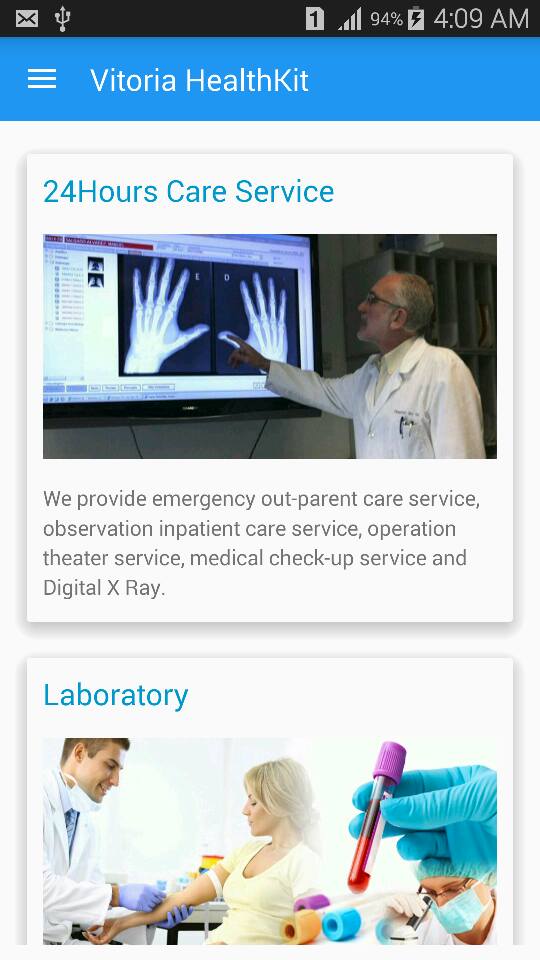 1 94% 4:09 AM
Vitoria HealthKit
24Hours Care Service
E D
We provide emergency out-parent care service,
observation inpatient care service, operation
theater service, medical check-up service and
Digital X Ray.
Laboratory